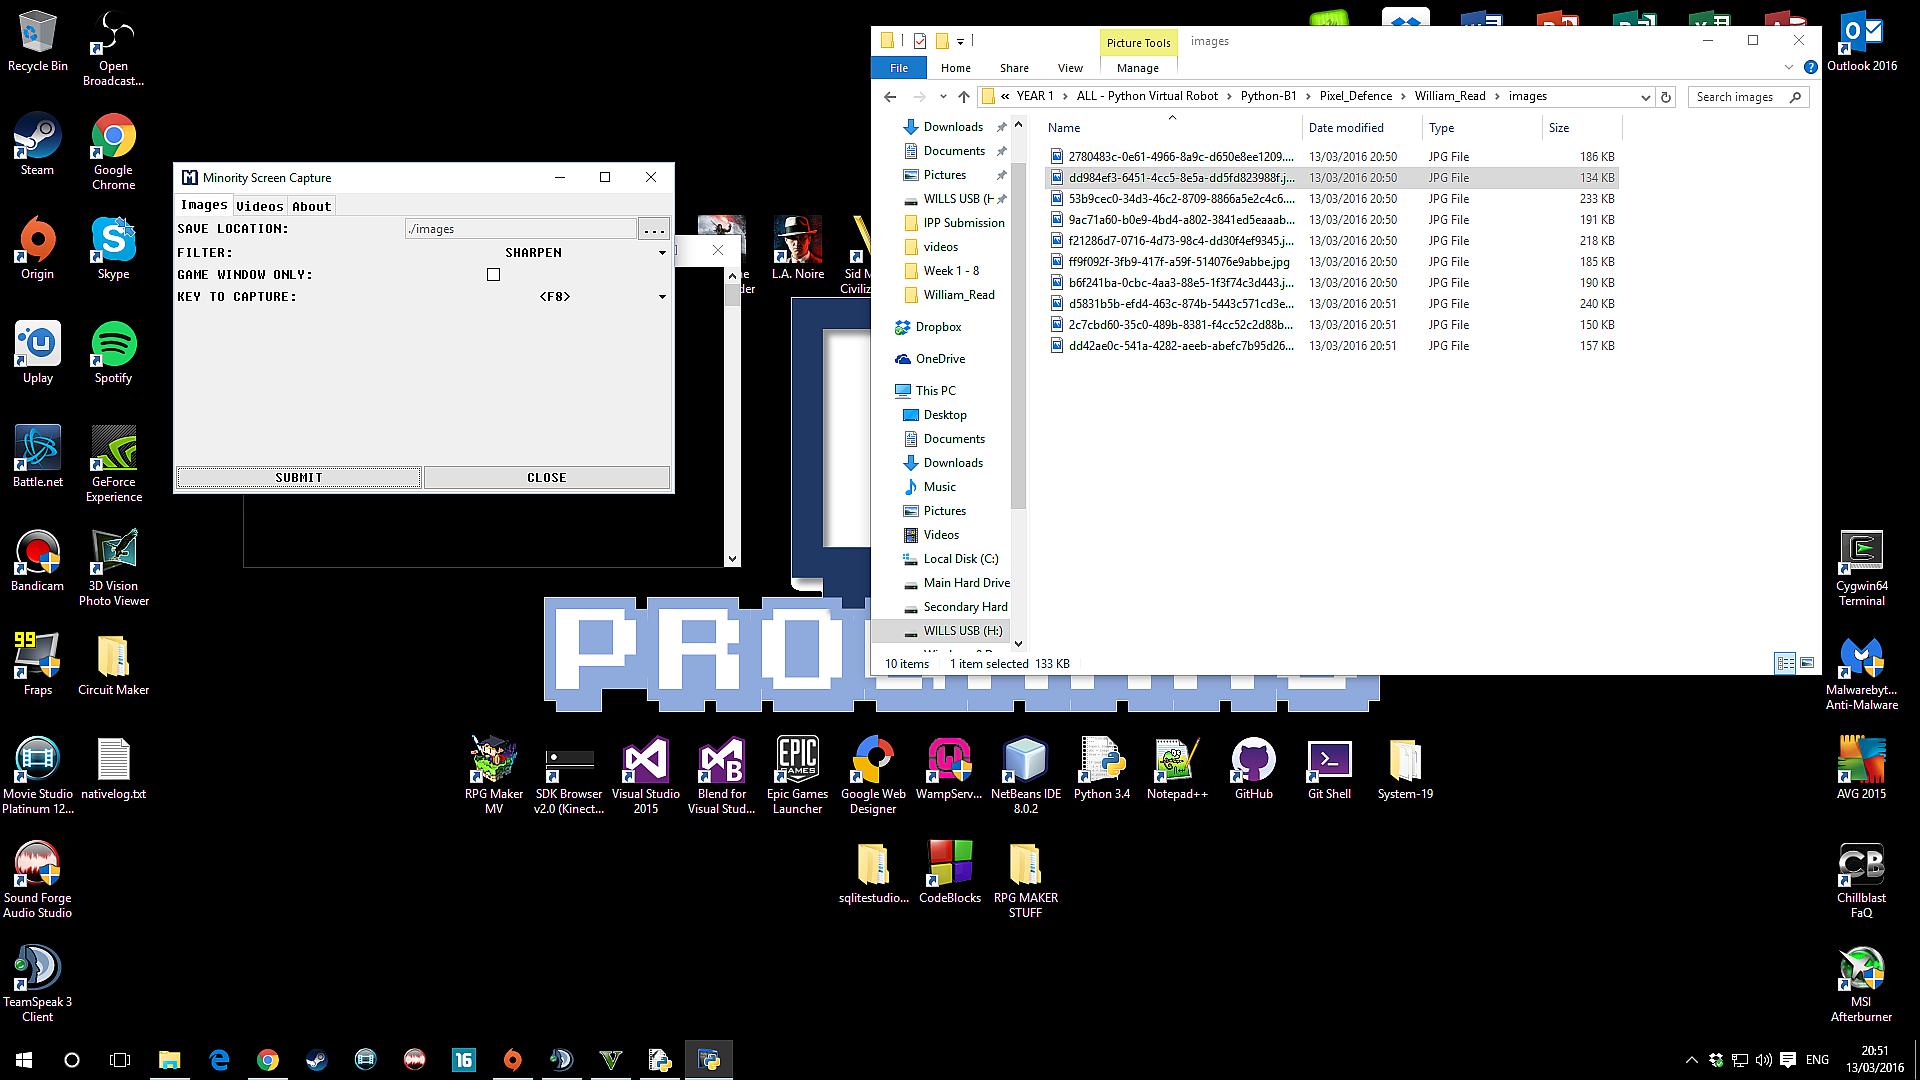 Recycle Bin
Open
Broadcast...
Steam
Google
Chrome
Origin
Skype
Uplay
Spotify
Battle.net
GeForce
Experience
Bandicam
3D Vision
Photo Viewer
99
Fraps
Circuit Maker
Movie Studio
Platinum 12...
nativelog.txt
Sound Forge
Audio Studio
TeamSpeak 3
Client
Minority Screen Capture
Images Videos About
SAVE LOCATION: ./images ...
FILTER: SHARPEN
GAME WINDOW ONLY:
KEY TO CAPTURE: <F8>
SUBMIT CLOSE
L.A. Noire
Sid M
Civiliz
der
Picture Tools images
File Home Share View Manage
« YEAR 1 > ALL - Python Virtual Robot > Python-B1 > Pixel_Defence > William_Read > images
Search images
Downloads
Documents
Pictures
WILLS USB (H
IPP Submission
videos
Week 1 - 8
William_Read
Dropbox
OneDrive
This PC
Desktop
Documents
Downloads
Music
Pictures
Videos
Local Disk (C:)
Main Hard Drive
Secondary Hard
WILLS USB (H:)
Name Date modified Type Size
2780483c-0e61-4966-8a9c-d650e8ee1209.... 13/03/2016 20:50 JPG File 186 KB
dd984ef3-6451-4cc5-8e5a-dd5fd823988f.j... 13/03/2016 20:50 JPG File 134 KB
53b9cec0-34d3-46c2-8709-8866a5e2c4c6.... 13/03/2016 20:50 JPG File 233 KB
9ac71a60-b0e9-4bd4-a802-3841ed5eaaab... 13/03/2016 20:50 JPG File 191 KB
f21286d7-0716-4d73-98c4-dd30f4ef9345.j... 13/03/2016 20:50 JPG File 218 KB
ff9f092f-3fb9-417f-a59f-514076e9abbe.jpg 13/03/2016 20:50 JPG File 185 KB
b6f241ba-0cbc-4aa3-88e5-1f3f74c3d443.j... 13/03/2016 20:50 JPG File 190 KB
d5831b5b-efd4-463c-874b-5443c571cd3e... 13/03/2016 20:51 JPG File 240 KB
2c7cbd60-35c0-489b-8381-f4cc52c2d88b... 13/03/2016 20:51 JPG File 150 KB
dd42ae0c-541a-4282-aeeb-abefc7b95d26... 13/03/2016 20:51 JPG File 157 KB
10 items 1 item selected 133 KB
PRO
Outlook 2016
Cygwin64
Terminal
Malwarebyt...
Anti-Malware
AVG 2015
Chillblast
FaQ
MSI
Afterburner
RPG Maker
MV
SDK Browser
v2.0 (Kinect...
Visual Studio
2015
Blend for
Visual Stud...
EPIC
GAMES
Epic Games
Launcher
Google Web
Designer
WampServ...
NetBeans IDE
8.0.2
Python 3.4
Notepad++
GitHub
Git Shell
System-19
sqlitestudio...
CodeBlocks
RPG MAKER
STUFF
16
ENG
20:51
13/03/2016